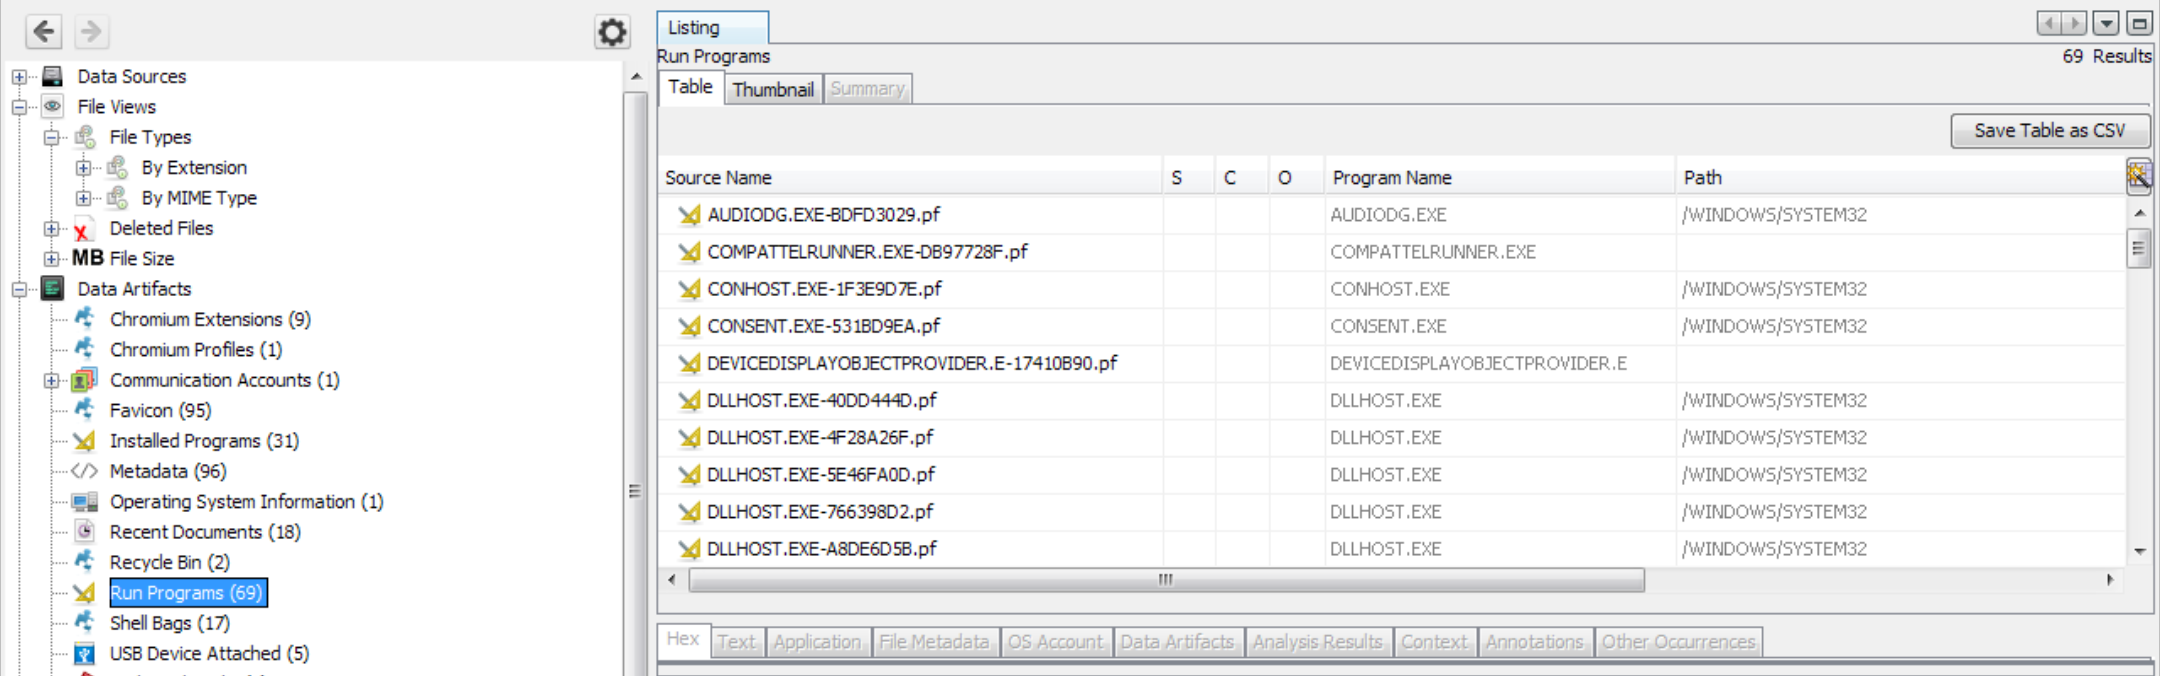 Data Sources
File Views
File Types
By Extension
By MIME Type
Deleted Files
MB File Size
Data Artifacts
Chromium Extensions (9)
Chromium Profiles (1)
Communication Accounts (1)
Favicon (95)
Installed Programs (31)
Metadata (96)
Operating System Information (1)
Recent Documents (18)
Recycle Bin (2)
Run Programs (69)
Shell Bags (17)
USB Device Attached (5)
Listing
Run Programs 69 Results
Table Thumbnail Summary
Save Table as CSV
Source Name S C O Program Name Path
AUDIODG.EXE-BDFD3029.pf AUDIODG.EXE /WINDOWS/SYSTEM32
COMPATTELRUNNER.EXE-DB97728F.pf COMPATTELRUNNER.EXE
CONHOST.EXE-1F3E9D7E.pf CONHOST.EXE /WINDOWS/SYSTEM32
CONSENT.EXE-531BD9EA.pf CONSENT.EXE /WINDOWS/SYSTEM32
DEVICEDISPLAYOBJECTPROVIDER.E-17410B90.pf DEVICEDISPLAYOBJECTPROVIDER.E
DLLHOST.EXE-40DD444D.pf DLLHOST.EXE /WINDOWS/SYSTEM32
DLLHOST.EXE-4F28A26F.pf DLLHOST.EXE /WINDOWS/SYSTEM32
DLLHOST.EXE-5E46FA0D.pf DLLHOST.EXE /WINDOWS/SYSTEM32
DLLHOST.EXE-766398D2.pf DLLHOST.EXE /WINDOWS/SYSTEM32
DLLHOST.EXE-A8DE6D5B.pf DLLHOST.EXE /WINDOWS/SYSTEM32
Hex Text Application File Metadata OS Account Data Artifacts Analysis Results Context Annotations Other Occurrences